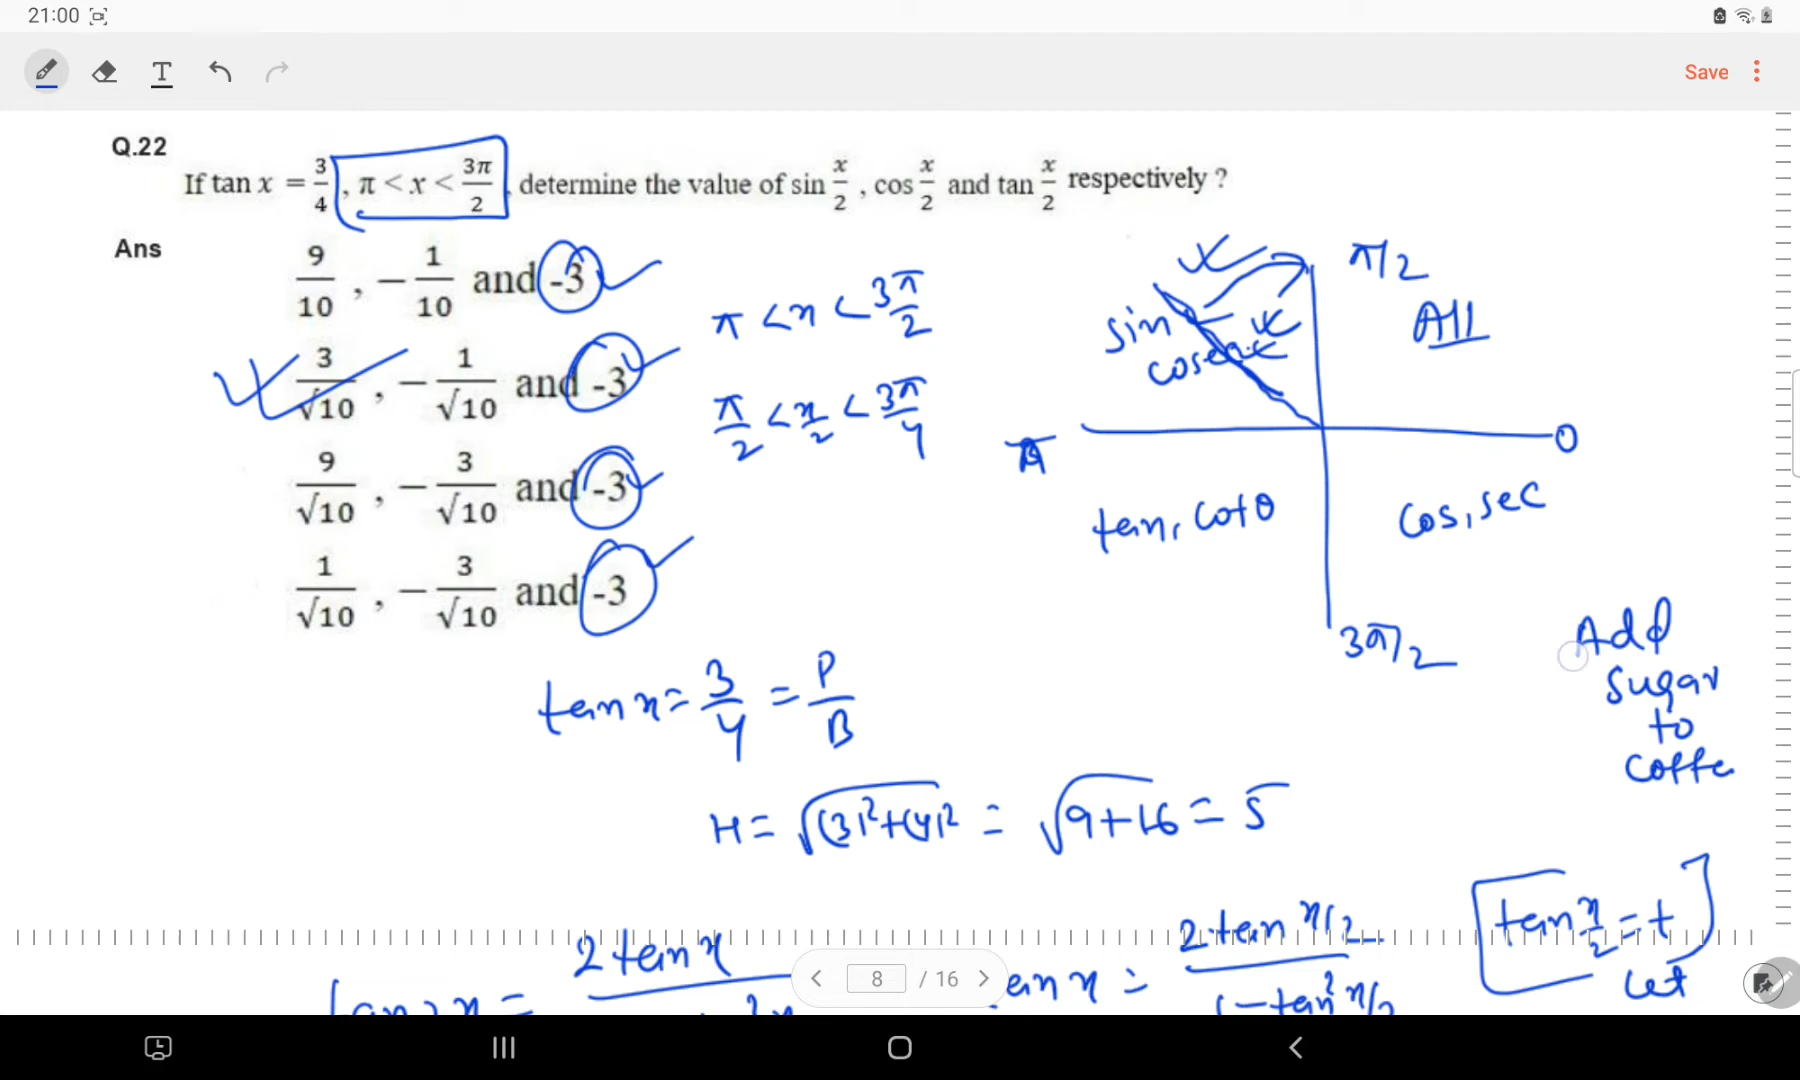 21:00
Save
Q.22
If tan x = 3/4, π < x < 3π/2, determine the value of sin x/2, cos x/2 and tan x/2 respectively ?
Ans
9/10, −1/10 and -3
3/√10, −1/√10 and -3
9/√10, −3/√10 and -3
1/√10, −3/√10 and -3
π < x < 3π/2
π/2 < x/2 < 3π/4
π/2
All
sin
cosec
π
0
tan, cotθ
cos, sec
3π/2
Add
sugar
to
coffe
tan x = 3/4 = P/B
H = √(3)²+(4)² = √9+16 = 5
tan x/2 = t
let
tan2x = 2 tan x
tan x = 2 tan x/2 / 1−tan² x/2
8 / 16